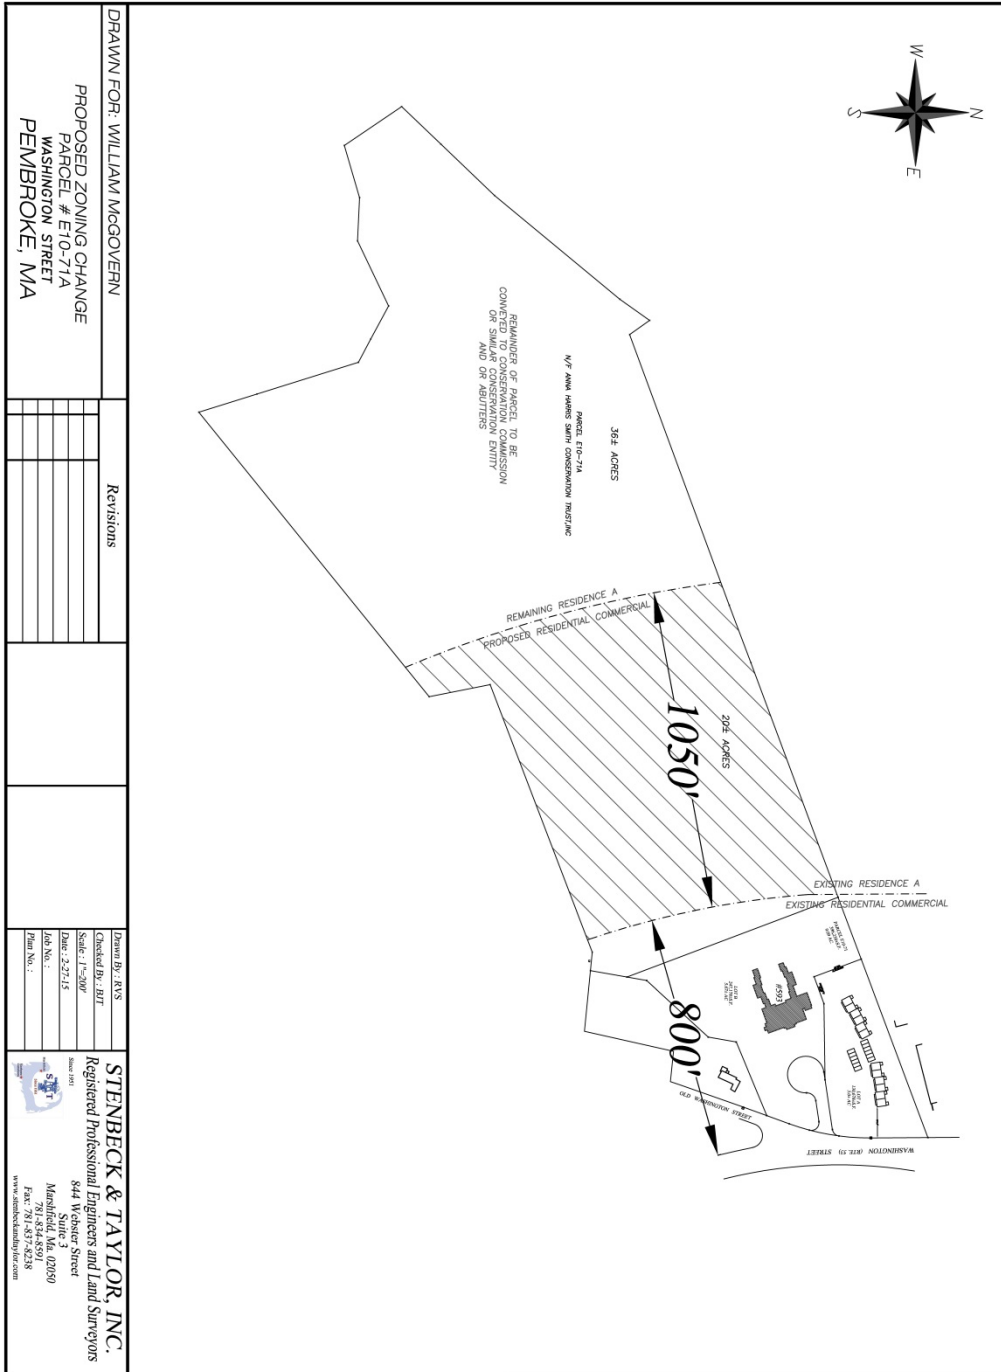 W
N
S
E
36± ACRES
PARCEL E10-71A
N/F ANNA HARRIS SMITH CONSERVATION TRUST,INC
REMAINDER OF PARCEL TO BE
CONVEYED TO CONSERVATION COMMISSION
OR SIMILAR CONSERVATION ENTITY
AND OR ABUTTERS
REMAINING RESIDENCE A
PROPOSED RESIDENTIAL COMMERCIAL
20± ACRES
1050'
EXISTING RESIDENCE A
EXISTING RESIDENTIAL COMMERCIAL
#593
LOT B
LOT A
800'
OLD WASHINGTON STREET
WASHINGTON (RTE 53) STREET
DRAWN FOR: WILLIAM McGOVERN
PROPOSED ZONING CHANGE
PARCEL # E10-71A
WASHINGTON STREET
PEMBROKE, MA
Revisions
Drawn By : RVS
Checked By : BJT
Scale : 1"=200'
Date : 2-27-15
Job No. :
Plan No. :
STENBECK & TAYLOR, INC.
Registered Professional Engineers and Land Surveyors
844 Webster Street
Suite 3
Marshfield, Ma. 02050
781-834-8591
Fax: 781-837-8238
www.stenbeckandtaylor.com
Since 1951
S&T